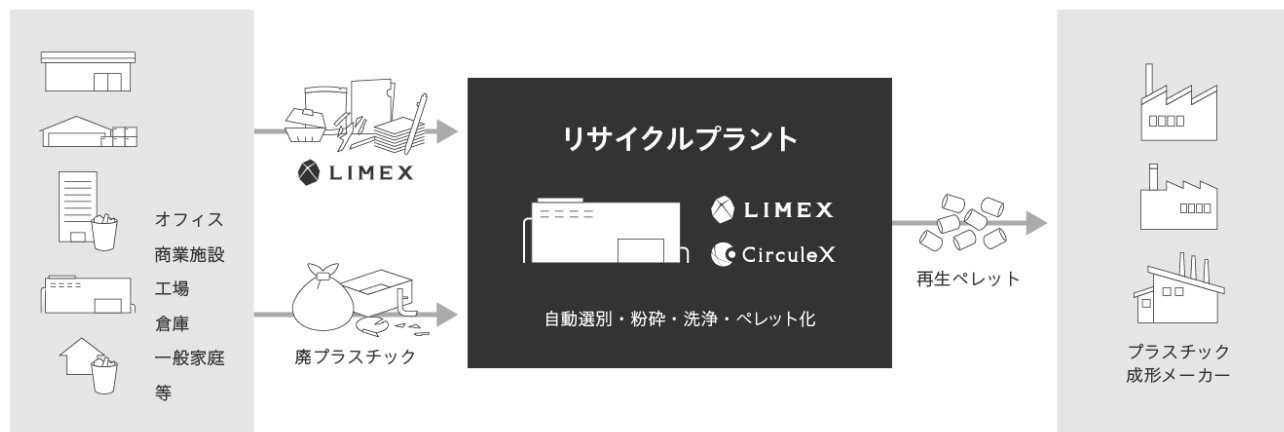 オフィス
商業施設
工場
倉庫
一般家庭
等
LIMEX
廃プラスチック
リサイクルプラント
LIMEX
CirculeX
自動選別・粉砕・洗浄・ペレット化
再生ペレット
プラスチック
成形メーカー